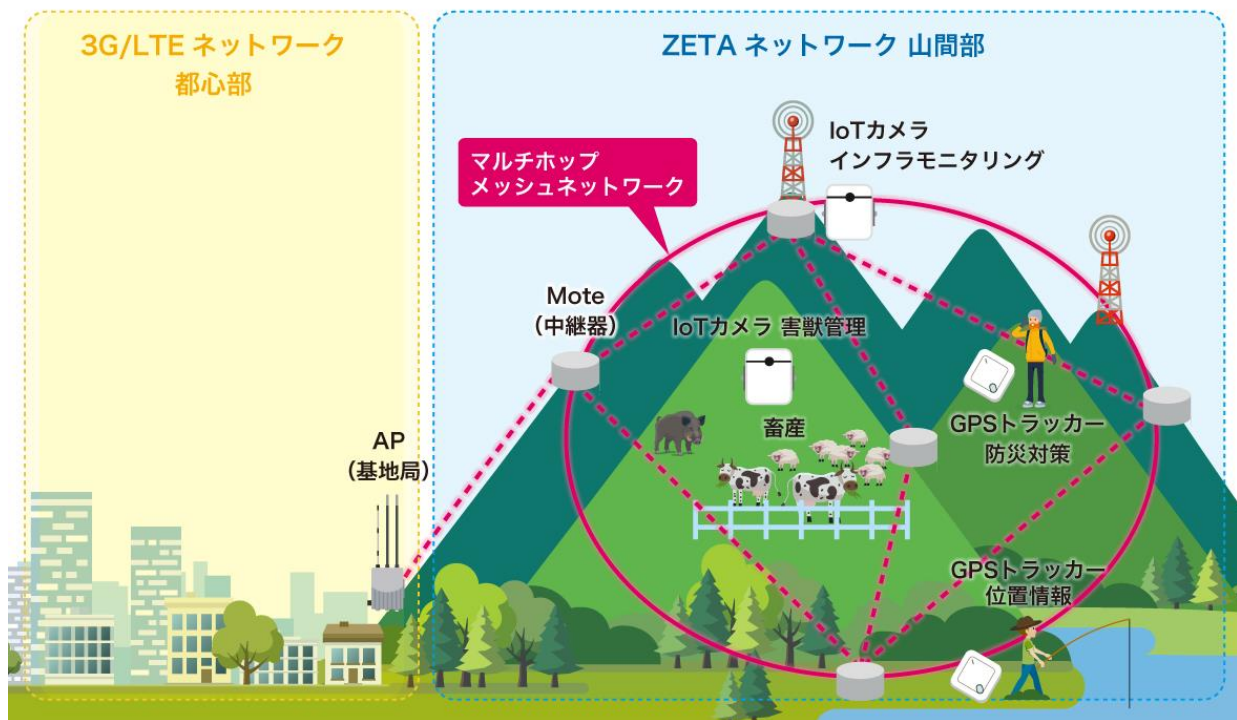 3G/LTE ネットワーク
都心部
ZETA ネットワーク 山間部
IoTカメラ
インフラモニタリング
マルチホップ
メッシュネットワーク
Mote
（中継器）
IoTカメラ 害獣管理
畜産
GPSトラッカー
防災対策
AP
（基地局）
GPSトラッカー
位置情報